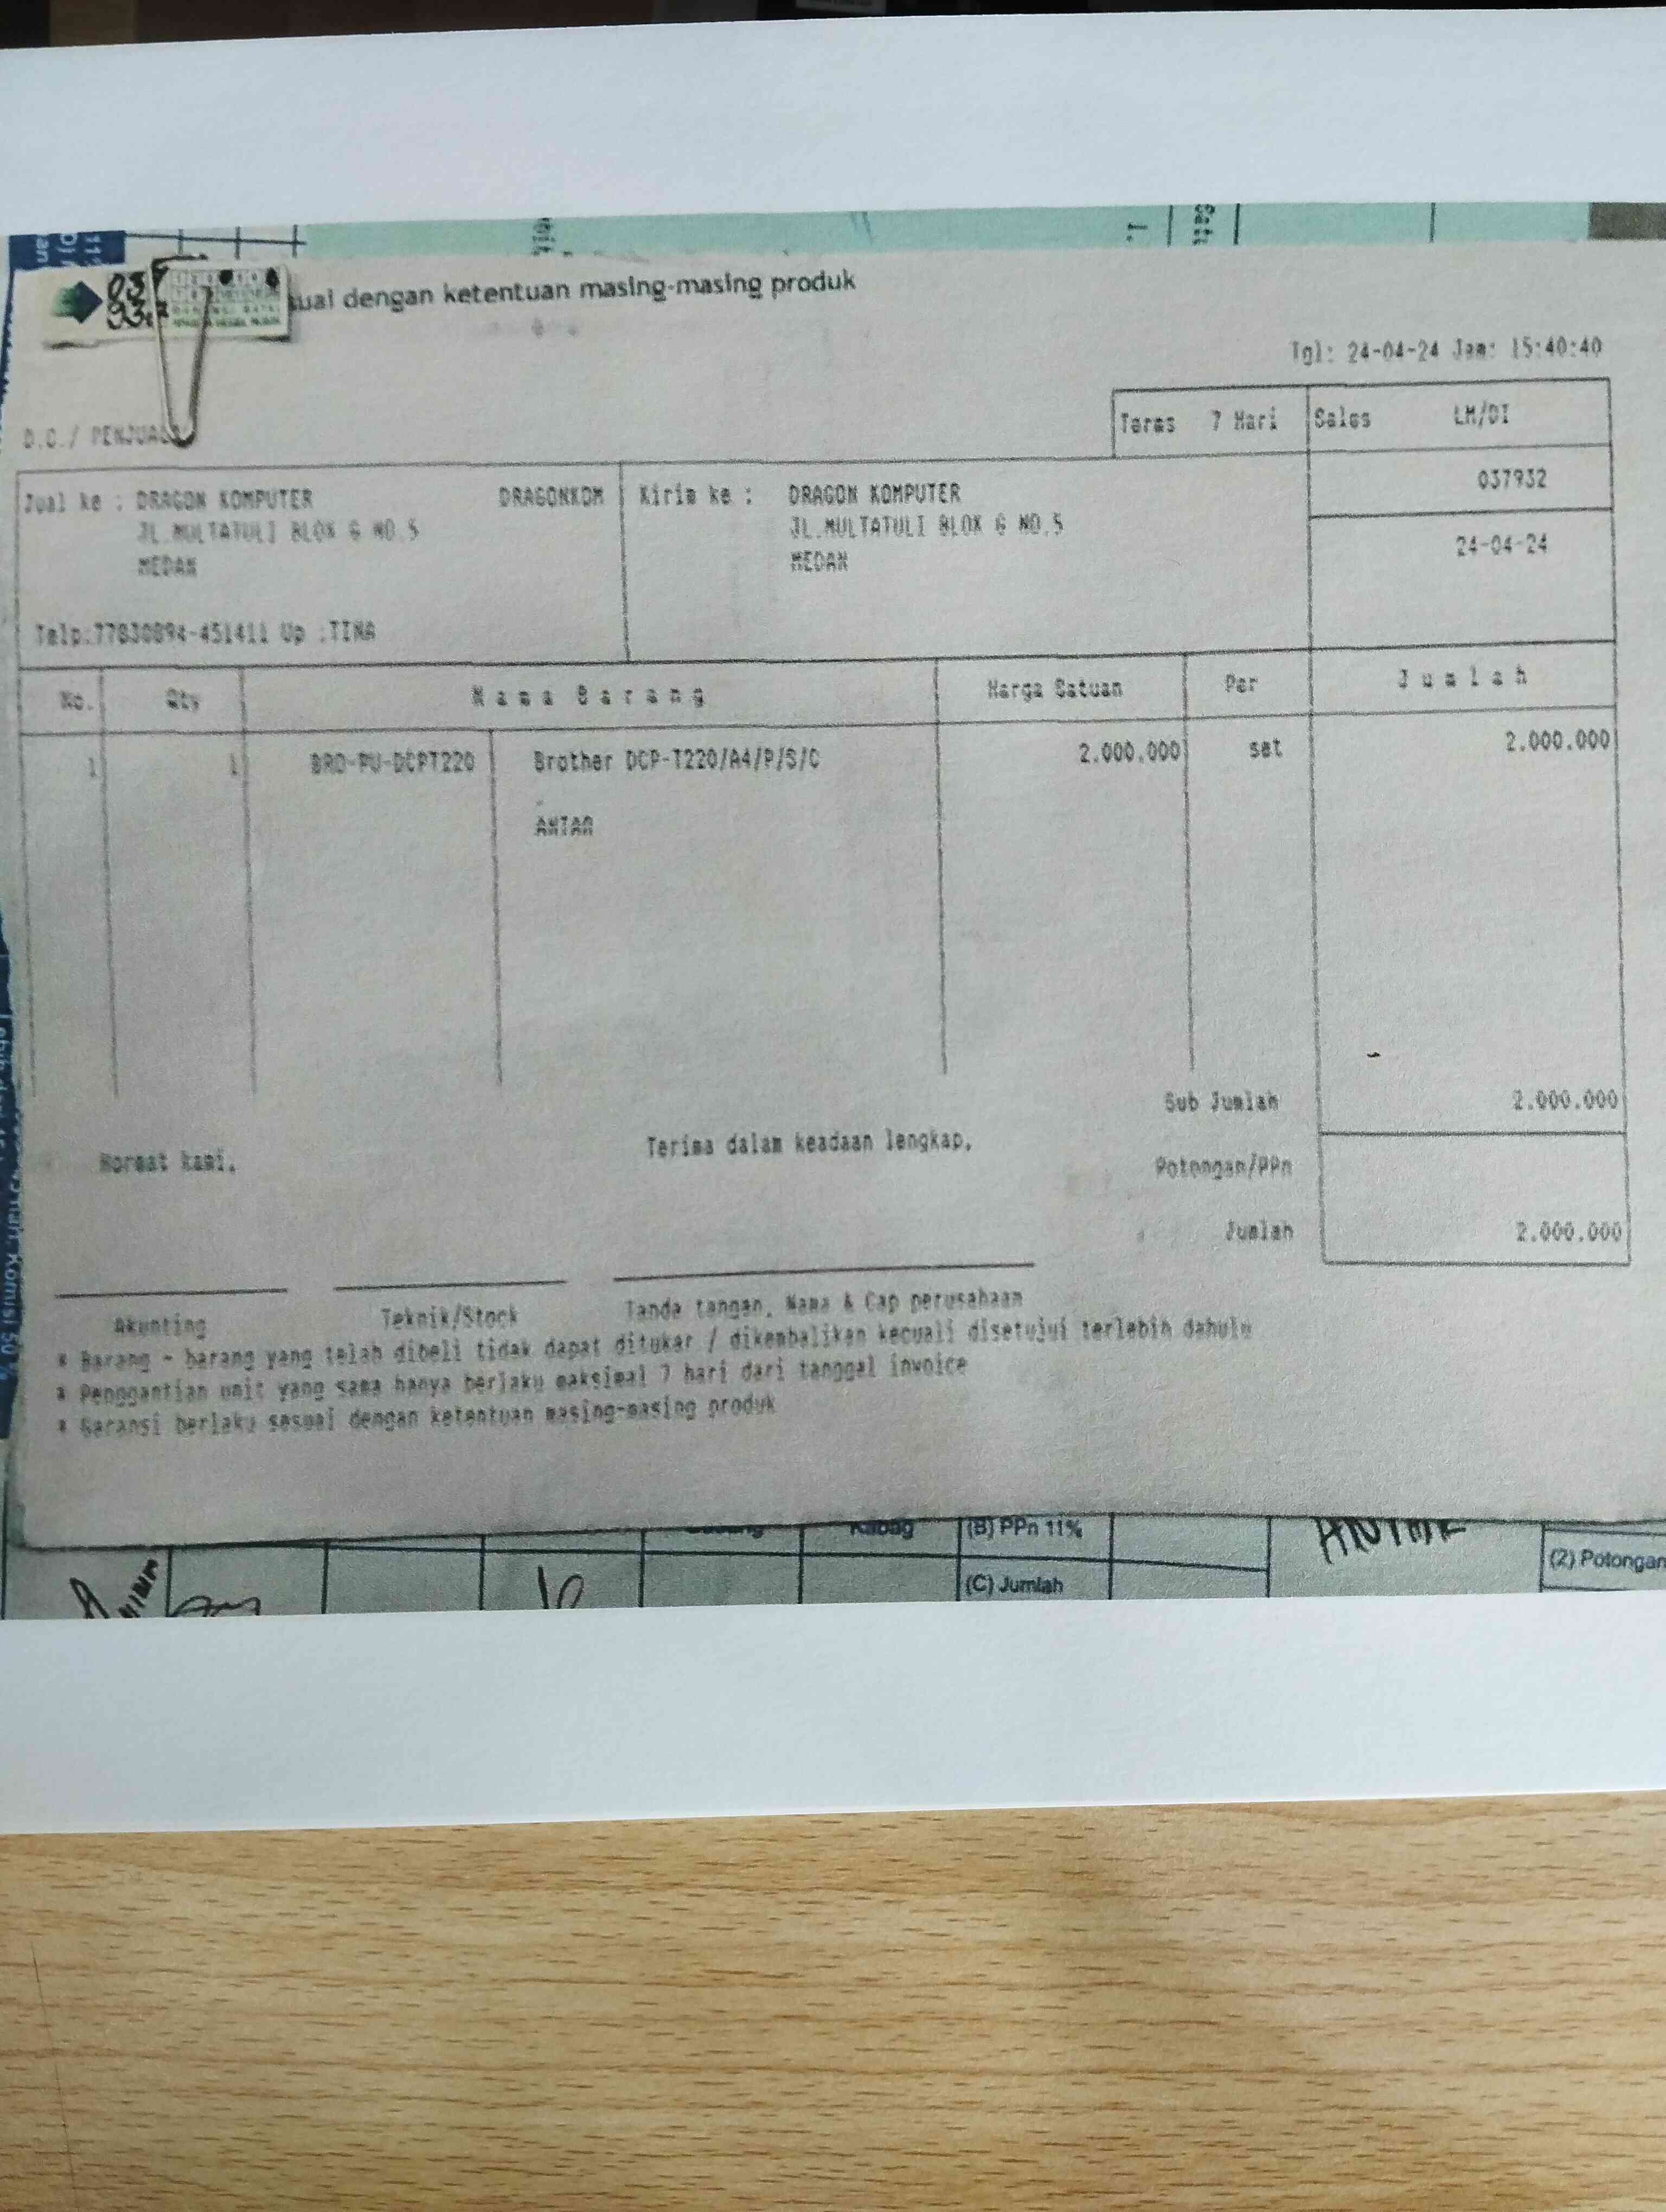 suai dengan ketentuan masing-masing produk
Tgl: 24-04-24 Jam: 15:40:40
Terms 7 Hari Sales LM/DI
D.O./ PENJUAL
037932
24-04-24
Jual ke : DRAGON KOMPUTER DRAGONKOM
JL.MULTATULI BLOK G NO.5
MEDAN
Telp:77830894-451411 Up :TINA
Kirim ke : DRAGON KOMPUTER
JL.MULTATULI BLOK G NO.5
MEDAN
No. Qty Nama Barang Harga Satuan Per Jumlah
1 1 BRO-PU-DCPT220 Brother DCP-T220/A4/P/S/C 2.000.000 set 2.000.000
ANTAR
Sub Jumlah 2.000.000
Hormat kami, Terima dalam keadaan lengkap,
Potongan/PPn
Jumlah 2.000.000
Akunting Teknik/Stock Tanda tangan, Nama & Cap perusahaan
* Barang - barang yang telah dibeli tidak dapat ditukar / dikembalikan kecuali disetujui terlebih dahulu
* Penggantian unit yang sama hanya berlaku maksimal 7 hari dari tanggal invoice
* Garansi berlaku sesuai dengan ketentuan masing-masing produk
Kabag (B) PPn 11%
(C) Jumlah
(2) Potongan